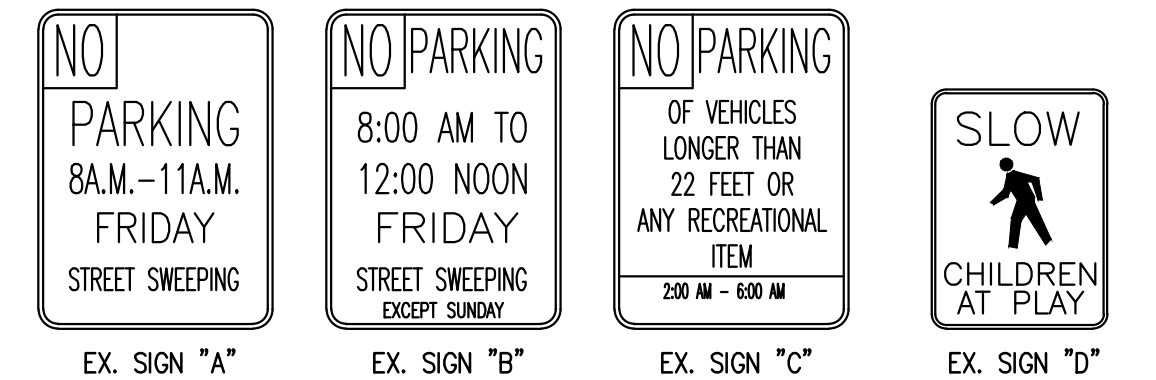 NO
PARKING
8A.M.-11A.M.
FRIDAY
STREET SWEEPING
EX. SIGN "A"
NO PARKING
8:00 AM TO
12:00 NOON
FRIDAY
STREET SWEEPING
EXCEPT SUNDAY
EX. SIGN "B"
NO PARKING
OF VEHICLES
LONGER THAN
22 FEET OR
ANY RECREATIONAL
ITEM
2:00 AM - 6:00 AM
EX. SIGN "C"
SLOW
CHILDREN
AT PLAY
EX. SIGN "D"